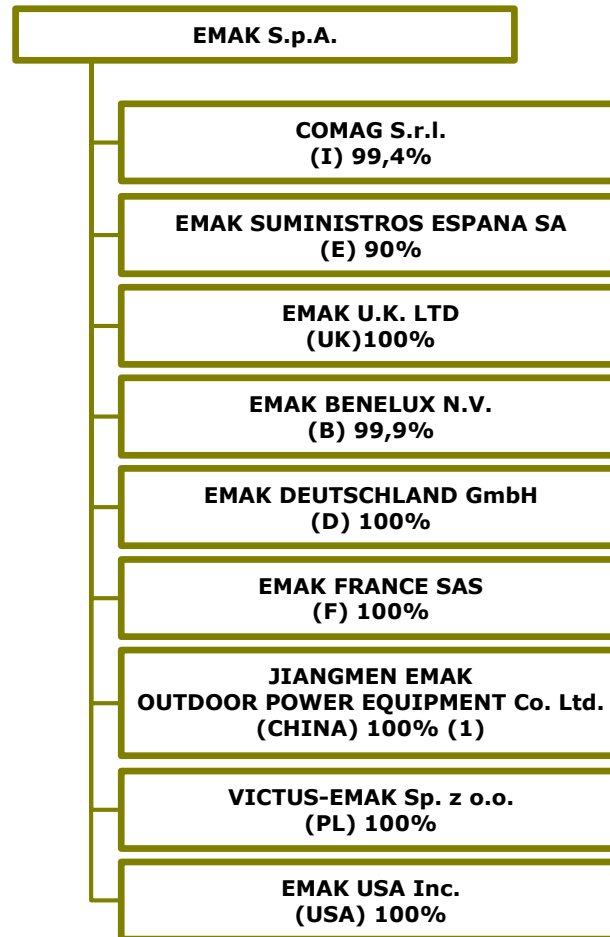 EMAK S.p.A.
COMAG S.r.l.
(I) 99,4%
EMAK SUMINISTROS ESPANA SA
(E) 90%
EMAK U.K. LTD
(UK)100%
EMAK BENELUX N.V.
(B) 99,9%
EMAK DEUTSCHLAND GmbH
(D) 100%
EMAK FRANCE SAS
(F) 100%
JIANGMEN EMAK
OUTDOOR POWER EQUIPMENT Co. Ltd.
(CHINA) 100% (1)
VICTUS-EMAK Sp. z o.o.
(PL) 100%
EMAK USA Inc.
(USA) 100%